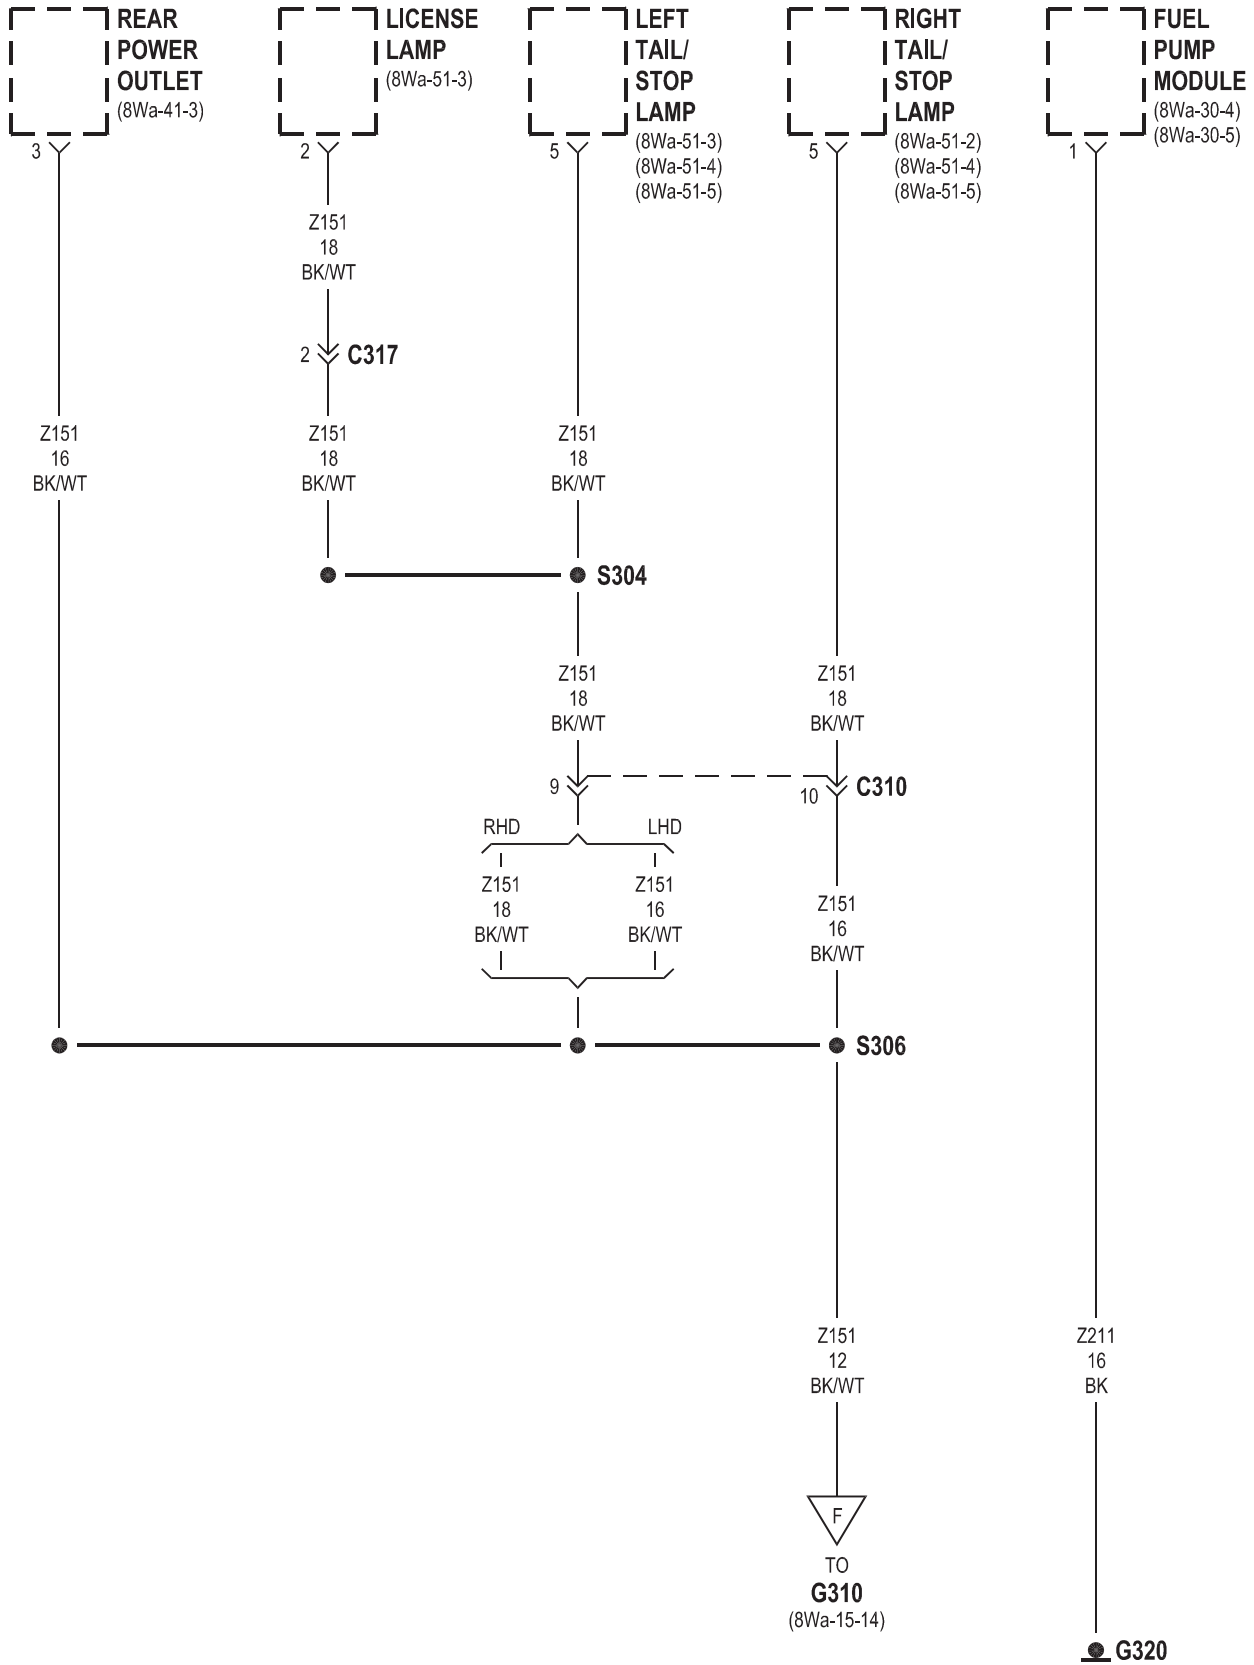 REAR
POWER
OUTLET
(8Wa-41-3)
LICENSE
LAMP
(8Wa-51-3)
LEFT
TAIL/
STOP
LAMP
(8Wa-51-3)
(8Wa-51-4)
(8Wa-51-5)
RIGHT
TAIL/
STOP
LAMP
(8Wa-51-2)
(8Wa-51-4)
(8Wa-51-5)
FUEL
PUMP
MODULE
(8Wa-30-4)
(8Wa-30-5)
3
2
5
5
1
Z151
18
BK/WT
2
C317
Z151
16
BK/WT
Z151
18
BK/WT
Z151
18
BK/WT
S304
Z151
18
BK/WT
Z151
18
BK/WT
9
10
C310
RHD
LHD
Z151
18
BK/WT
Z151
16
BK/WT
Z151
16
BK/WT
S306
Z151
12
BK/WT
Z211
16
BK
F
TO
G310
(8Wa-15-14)
G320